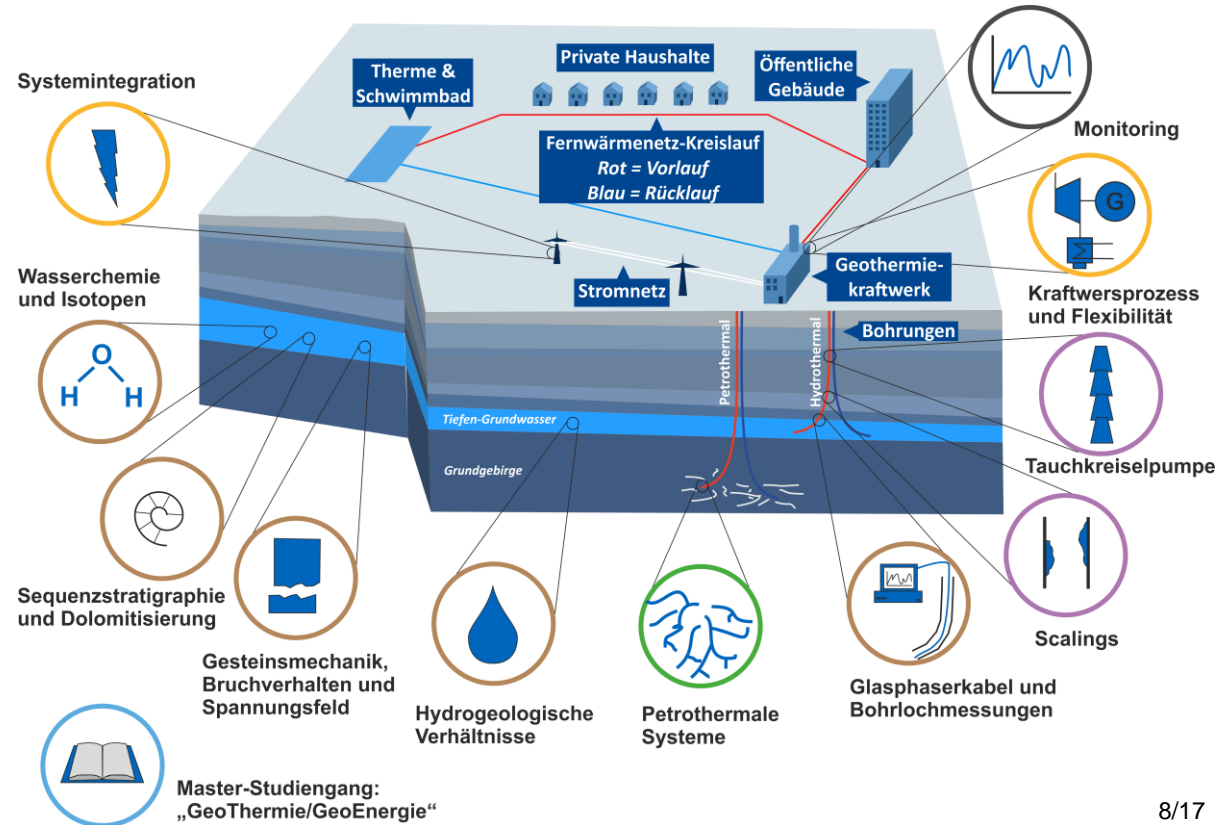 Systemintegration
Therme &
Schwimmbad
Private Haushalte
Öffentliche
Gebäude
Monitoring
Fernwärmenetz-Kreislauf
Rot = Vorlauf
Blau = Rücklauf
G
Wasserchemie
und Isotopen
Stromnetz
Geothermie-
kraftwerk
Kraftwersprozess
und Flexibilität
O
H H
Petrothermal
Hydrothermal
Bohrungen
Tiefen-Grundwasser
Grundgebirge
Tauchkreiselpumpe
Sequenzstratigraphie
und Dolomitisierung
Scalings
Gesteinsmechanik,
Bruchverhalten und
Spannungsfeld
Hydrogeologische
Verhältnisse
Petrothermale
Systeme
Glasphaserkabel und
Bohrlochmessungen
Master-Studiengang:
„GeoThermie/GeoEnergie“
8/17